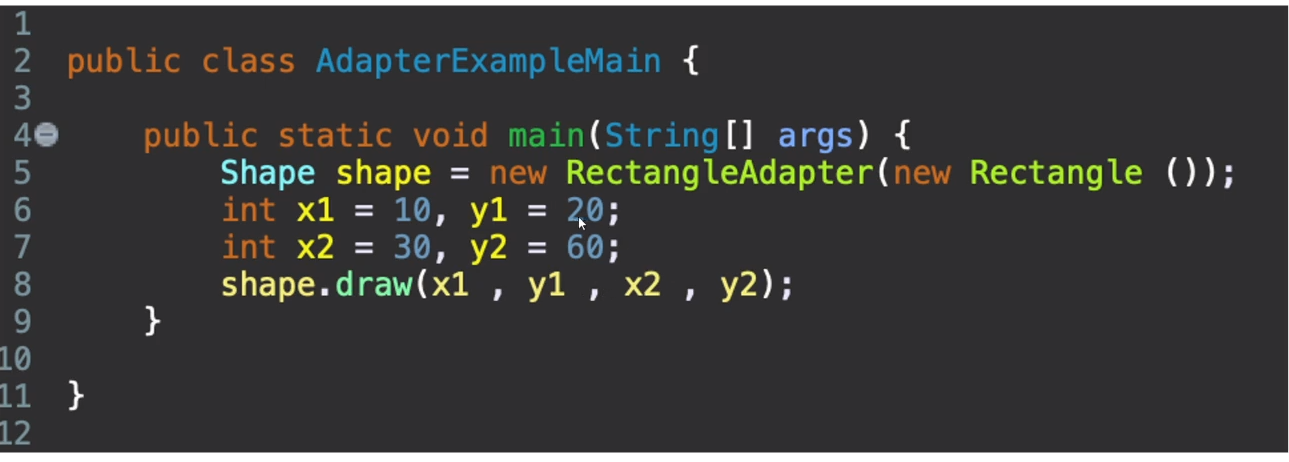 1
2 public class AdapterExampleMain {
3
4 public static void main(String[] args) {
5 Shape shape = new RectangleAdapter(new Rectangle ());
6 int x1 = 10, y1 = 20;
7 int x2 = 30, y2 = 60;
8 shape.draw(x1 , y1 , x2 , y2);
9 }
10
11 }
12